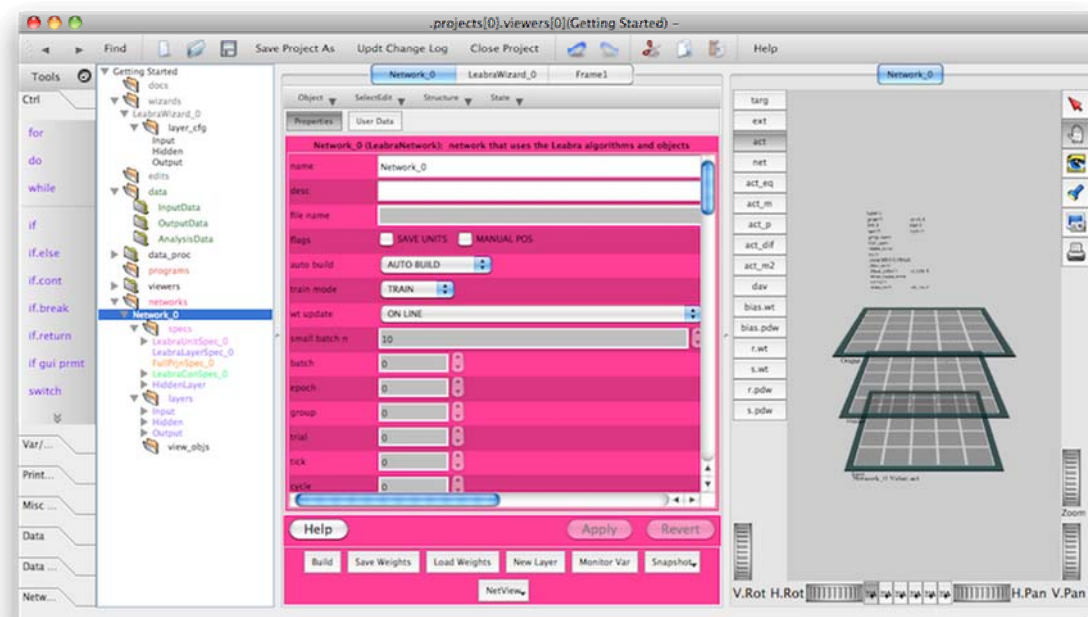 .projects[0].viewers[0](Getting Started) –
Find
Save Project As
Updt Change Log
Close Project
Help
Tools
Ctrl
for
do
while
if
if.else
if.cont
if.break
if.return
if gui prmt
switch
Var/...
Print...
Misc ...
Data
Data ...
Netw...
Getting Started
docs
wizards
LeabraWizard_0
layer_cfg
Input
Hidden
Output
edits
data
InputData
OutputData
AnalysisData
data_proc
programs
viewers
networks
Network_0
specs
LeabraUnitSpec_0
LeabraLayerSpec_0
FullPrjnSpec_0
LeabraConSpec_0
HiddenLayer
layers
Input
Hidden
Output
view_objs
Network_0
LeabraWizard_0
Frame1
Object
SelectEdit
Structure
State
Properties
User Data
Network_0 (LeabraNetwork): network that uses the Leabra algorithms and objects
name
Network_0
desc
file name
flags
SAVE UNITS
MANUAL POS
auto build
AUTO BUILD
train mode
TRAIN
wt update
ON LINE
small batch n
10
batch
0
epoch
0
group
0
trial
0
tick
0
cycle
0
Help
Apply
Revert
Build
Save Weights
Load Weights
New Layer
Monitor Var
Snapshot
NetView
Network_0
targ
ext
act
net
act_eq
act_m
act_p
act_dif
act_m2
dav
bias.wt
bias.pdw
r.wt
s.wt
r.pdw
s.pdw
Zoom
V.Rot H.Rot
H.Pan V.Pan